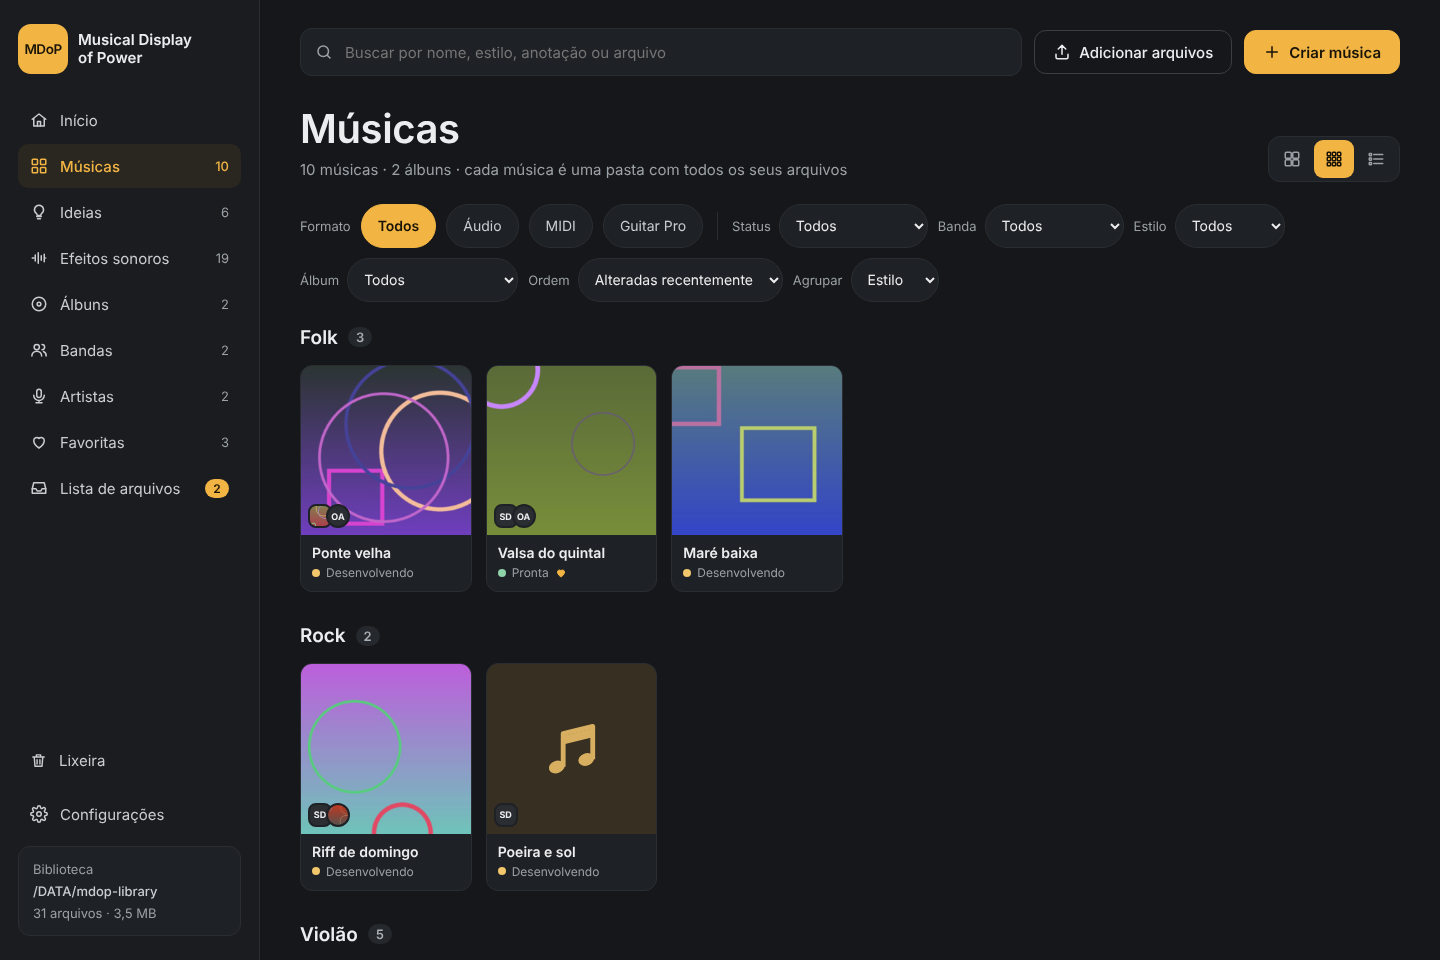 MDoP
Musical Display
of Power
Início
Músicas 10
Ideias 6
Efeitos sonoros 19
Álbuns 2
Bandas 2
Artistas 2
Favoritas 3
Lista de arquivos 2
Lixeira
Configurações
Biblioteca
/DATA/mdop-library
31 arquivos · 3,5 MB
Buscar por nome, estilo, anotação ou arquivo
Adicionar arquivos
Criar música
Músicas
10 músicas · 2 álbuns · cada música é uma pasta com todos os seus arquivos
Formato Todos Áudio MIDI Guitar Pro Status Todos Banda Todos Estilo Todos
Álbum Todos Ordem Alteradas recentemente Agrupar Estilo
Folk 3
OA
Ponte velha
Desenvolvendo
SD OA
Valsa do quintal
Pronta
Maré baixa
Desenvolvendo
Rock 2
SD
Riff de domingo
Desenvolvendo
SD
Poeira e sol
Desenvolvendo
Violão 5